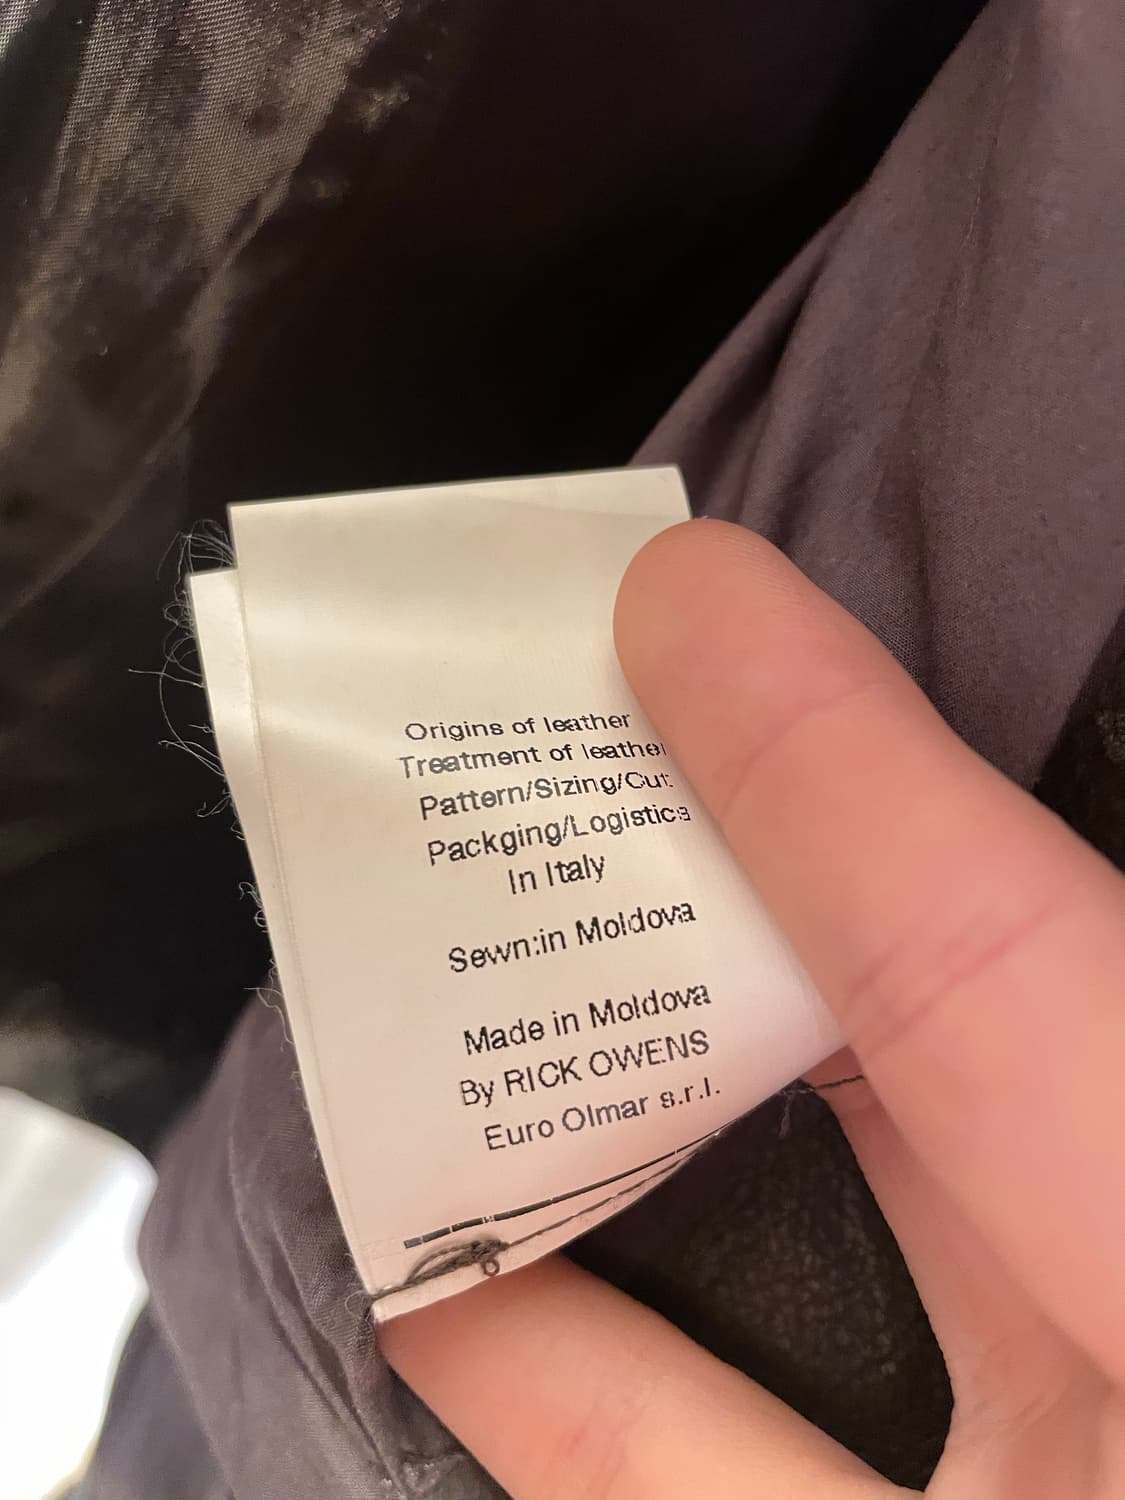 Origins of leather
Treatment of leather
Pattern/Sizing/Cut
Packging/Logistics
In Italy
Sewn:in Moldova
Made in Moldova
By RICK OWENS
Euro Olmar s.r.l.